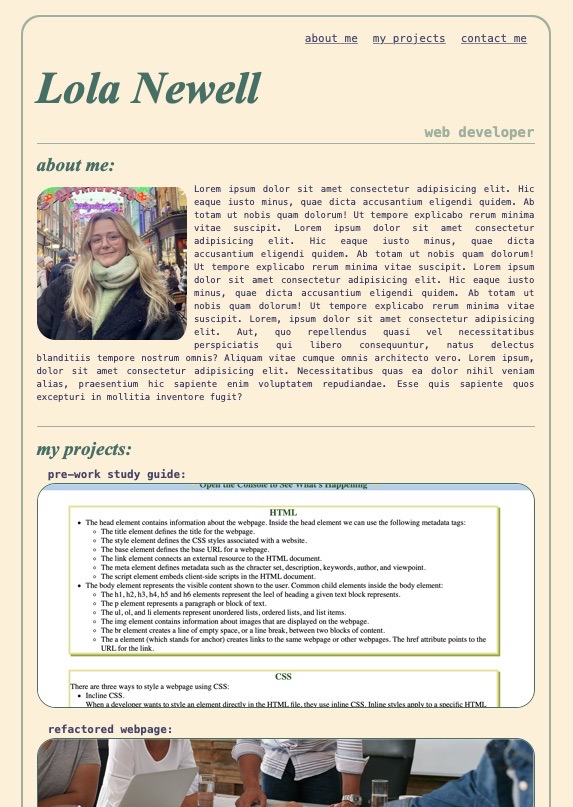 about me my projects contact me
Lola Newell
web developer
about me:
Lorem ipsum dolor sit amet consectetur adipisicing elit. Hic
eaque iusto minus, quae dicta accusantium eligendi quidem. Ab
totam ut nobis quam dolorum! Ut tempore explicabo rerum minima
vitae suscipit. Lorem ipsum dolor sit amet consectetur
adipisicing elit. Hic eaque iusto minus, quae dicta
accusantium eligendi quidem. Ab totam ut nobis quam dolorum!
Ut tempore explicabo rerum minima vitae suscipit. Lorem ipsum
dolor sit amet consectetur adipisicing elit. Hic eaque iusto
minus, quae dicta accusantium eligendi quidem. Ab totam ut
nobis quam dolorum! Ut tempore explicabo rerum minima vitae
suscipit. Lorem, ipsum dolor sit amet consectetur adipisicing
elit. Aut, quo repellendus quasi vel necessitatibus
perspiciatis qui libero consequuntur, natus delectus
blanditiis tempore nostrum omnis? Aliquam vitae cumque omnis architecto vero. Lorem ipsum,
dolor sit amet consectetur adipisicing elit. Necessitatibus quas ea dolor nihil veniam
alias, praesentium hic sapiente enim voluptatem repudiandae. Esse quis sapiente quos
excepturi in mollitia inventore fugit?
my projects:
pre-work study guide:
Open the Console to See What's Happening
HTML
• The head element contains information about the webpage. Inside the head element we can use the following metadata tags:
◦ The title element defines the title for the webpage.
◦ The style element defines the CSS styles associated with a website.
◦ The base element defines the base URL for a webpage.
◦ The link element connects an external resource to the HTML document.
◦ The meta element defines metadata such as the chracter set, description, keywords, author, and viewpoint.
◦ The script element embeds client-side scripts in the HTML document.
• The body element represents the visible content shown to the user. Common child elements inside the body element:
◦ The h1, h2, h3, h4, h5 and h6 elements represent the leel of heading a given text block represents.
◦ The p element represents a paragraph or block of text.
◦ The ul, ol, and li elements represent unordered lists, ordered lists, and list items.
◦ The img element contains information about images that are displayed on the webpage.
◦ The br element creates a line of empty space, or a line break, between two blocks of content.
◦ The a element (which stands for anchor) creates links to the same webpage or other webpages. The href attribute points to the
URL for the link.
CSS
There are three ways to style a webpage using CSS:
• Incline CSS.
When a developer wants to style an element directly in the HTML file, they use inline CSS. Inline styles apply to a specific HTML
refactored webpage: